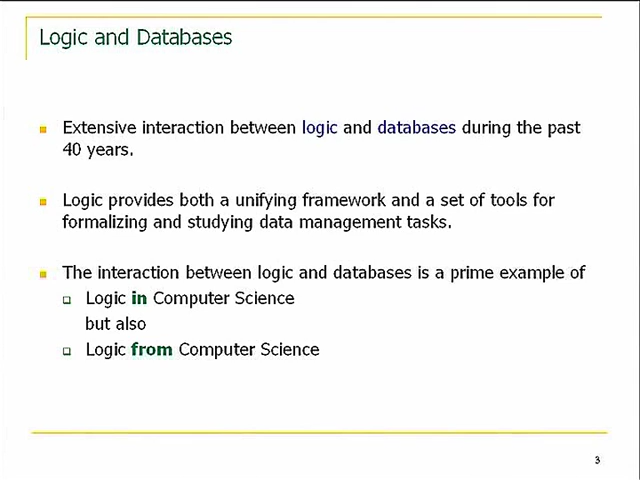 Logic and Databases
Extensive interaction between logic and databases during the past
40 years.
Logic provides both a unifying framework and a set of tools for
formalizing and studying data management tasks.
The interaction between logic and databases is a prime example of
Logic in Computer Science
but also
Logic from Computer Science
3